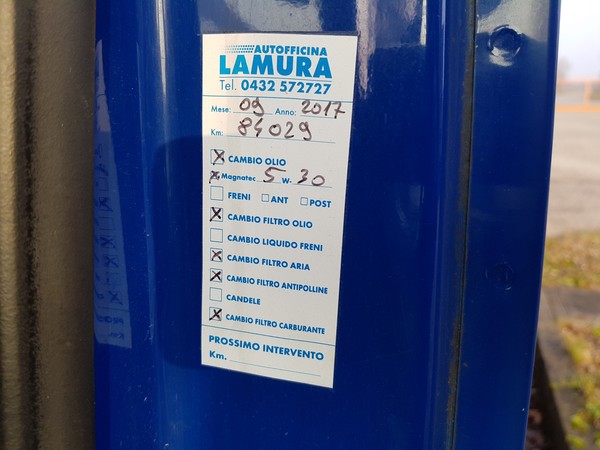 AUTOFFICINA
LAMURA
Tel. 0432 572727
Mese: 09 Anno: 2017
Km: 84029
CAMBIO OLIO
Magnatec 5 W- 30
FRENI ANT POST
CAMBIO FILTRO OLIO
CAMBIO LIQUIDO FRENI
CAMBIO FILTRO ARIA
CAMBIO FILTRO ANTIPOLLINE
CANDELE
CAMBIO FILTRO CARBURANTE
PROSSIMO INTERVENTO
Km.